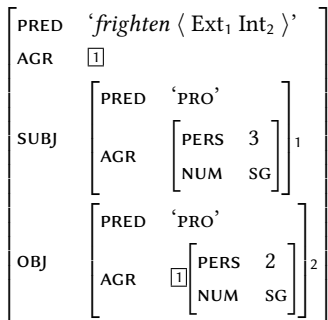 PRED ‘frighten ⟨ Ext₁ Int₂ ⟩’
AGR 1
PRED ‘PRO’
SUBJ AGR PERS 3
NUM SG 1
PRED ‘PRO’
OBJ AGR 1 PERS 2
NUM SG 2